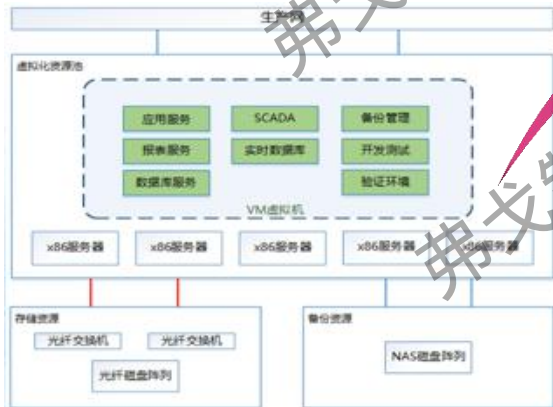 生产网
虚拟化资源池
应用服务 SCADA 备份管理
报表服务 实时数据库 开发测试
数据库服务 验证环境
VM虚拟机
x86服务器 x86服务器 x86服务器 x86服务器 x86服务器
存储资源 备份资源
光纤交换机 光纤交换机
NAS磁盘阵列
光纤磁盘阵列
弗戈
弗戈